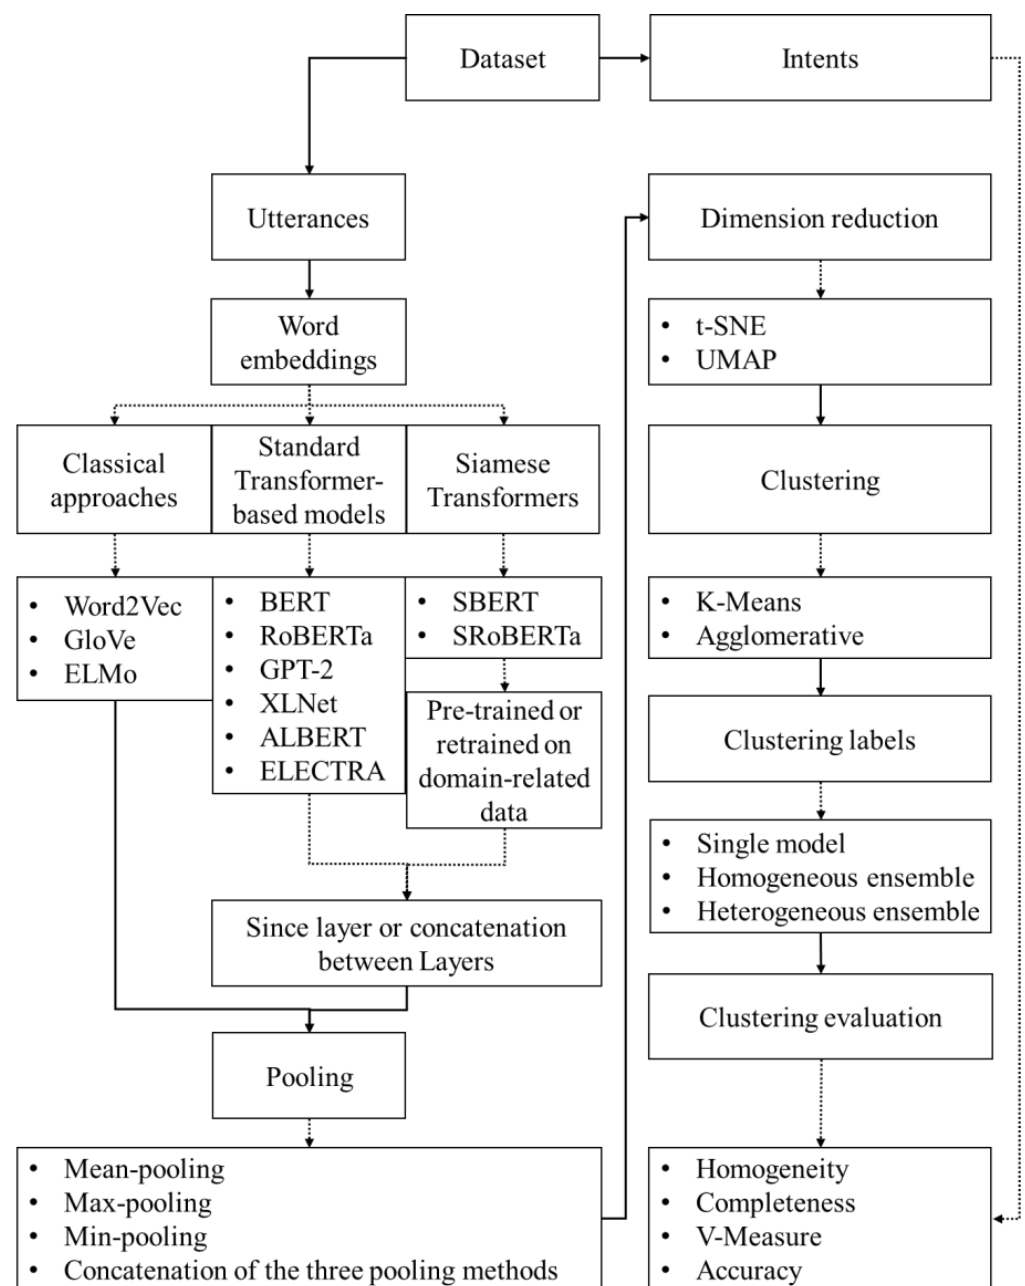 Dataset
Intents
Utterances
Word
embeddings
Classical
approaches
Standard
Transformer-
based models
Siamese
Transformers
• Word2Vec
• GloVe
• ELMo
• BERT
• RoBERTa
• GPT-2
• XLNet
• ALBERT
• ELECTRA
• SBERT
• SRoBERTa
Pre-trained or
retrained on
domain-related
data
Since layer or concatenation
between Layers
Pooling
• Mean-pooling
• Max-pooling
• Min-pooling
• Concatenation of the three pooling methods
Dimension reduction
• t-SNE
• UMAP
Clustering
• K-Means
• Agglomerative
Clustering labels
• Single model
• Homogeneous ensemble
• Heterogeneous ensemble
Clustering evaluation
• Homogeneity
• Completeness
• V-Measure
• Accuracy